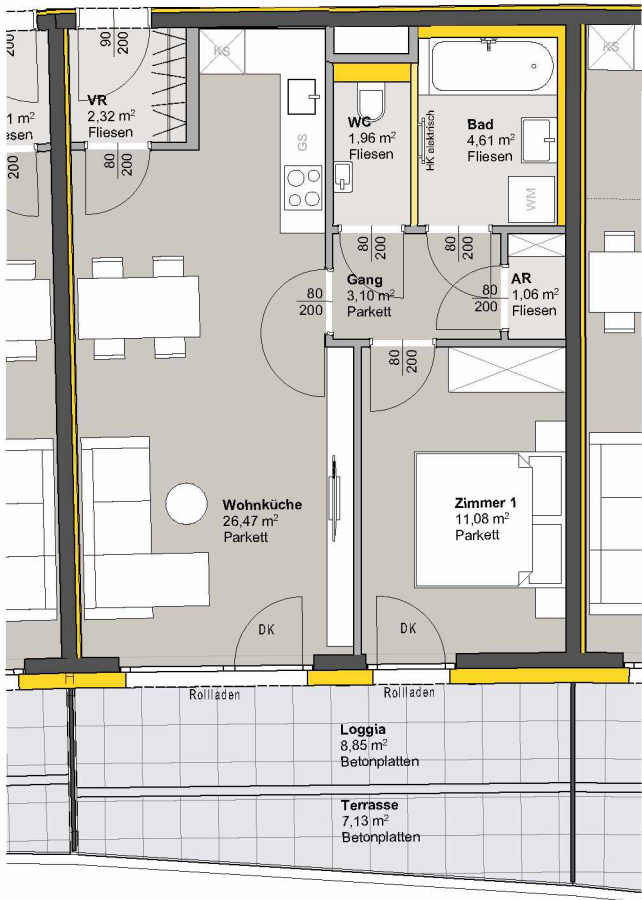 90
200
KS
KS
VR
2,32 m²
Fliesen
1 m²
esen
200
80
200
GS
WC
1,96 m²
Fliesen
HK elektrisch
Bad
4,61 m²
Fliesen
WM
80
200
80
200
Gang
3,10 m²
Parkett
80
200
80
200
AR
1,06 m²
Fliesen
80
200
Wohnküche
26,47 m²
Parkett
Zimmer 1
11,08 m²
Parkett
DK
DK
Rollladen
Rollladen
Loggia
8,85 m²
Betonplatten
Terrasse
7,13 m²
Betonplatten